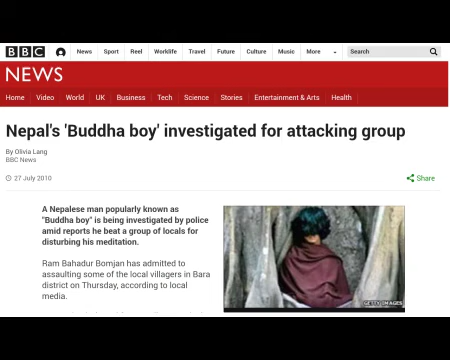 BBC News Sport Reel Worklife Travel Future Culture Music More Search
NEWS
Home Video World UK Business Tech Science Stories Entertainment & Arts Health
Nepal's 'Buddha boy' investigated for attacking group
By Olivia Lang
BBC News
27 July 2010
Share
A Nepalese man popularly known as
"Buddha boy" is being investigated by police
amid reports he beat a group of locals for
disturbing his meditation.
Ram Bahadur Bomjan has admitted to
assaulting some of the local villagers in Bara
district on Thursday, according to local
media.
GETTY IMAGES